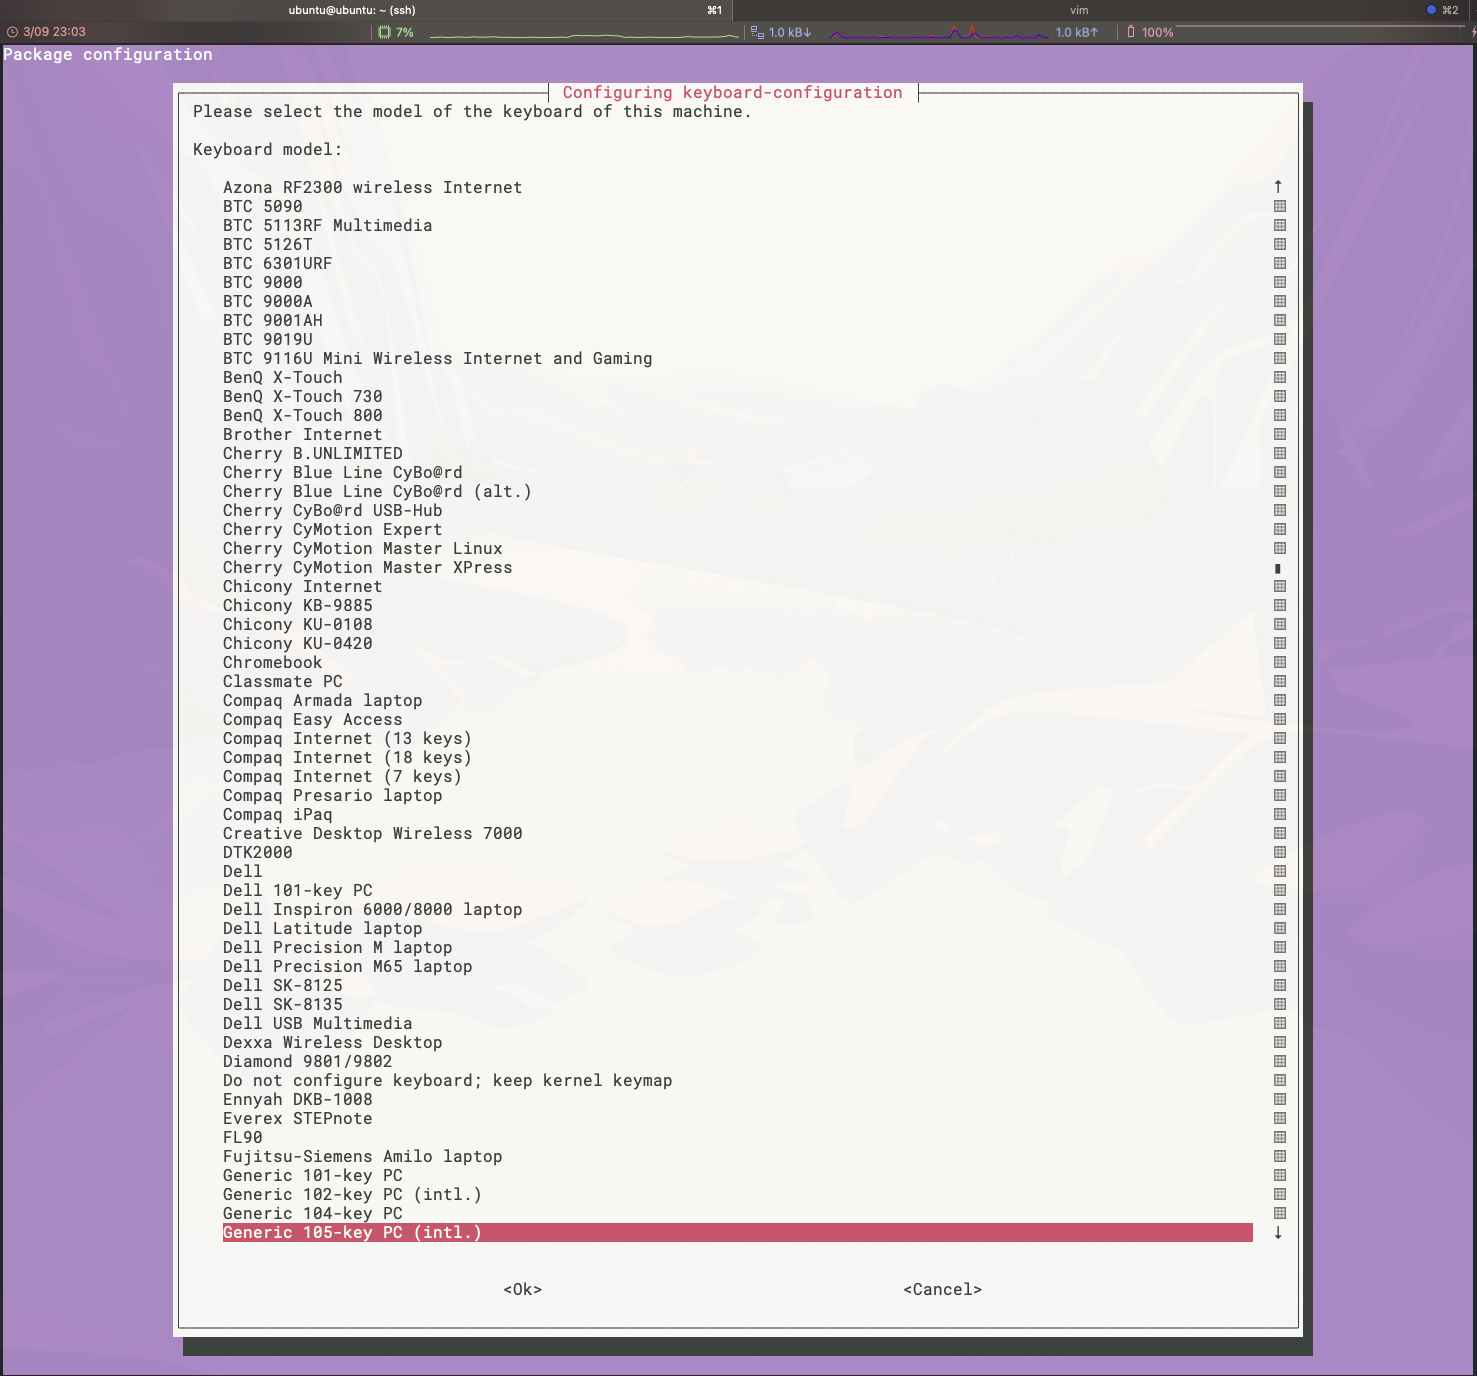 ubuntu@ubuntu: ~ (ssh)
⌘1
vim
⌘2
3/09 23:03
7%
1.0 kB↓
1.0 kB↑
100%
Package configuration
Configuring keyboard-configuration
Please select the model of the keyboard of this machine.
Keyboard model:
Azona RF2300 wireless Internet
BTC 5090
BTC 5113RF Multimedia
BTC 5126T
BTC 6301URF
BTC 9000
BTC 9000A
BTC 9001AH
BTC 9019U
BTC 9116U Mini Wireless Internet and Gaming
BenQ X-Touch
BenQ X-Touch 730
BenQ X-Touch 800
Brother Internet
Cherry B.UNLIMITED
Cherry Blue Line CyBo@rd
Cherry Blue Line CyBo@rd (alt.)
Cherry CyBo@rd USB-Hub
Cherry CyMotion Expert
Cherry CyMotion Master Linux
Cherry CyMotion Master XPress
Chicony Internet
Chicony KB-9885
Chicony KU-0108
Chicony KU-0420
Chromebook
Classmate PC
Compaq Armada laptop
Compaq Easy Access
Compaq Internet (13 keys)
Compaq Internet (18 keys)
Compaq Internet (7 keys)
Compaq Presario laptop
Compaq iPaq
Creative Desktop Wireless 7000
DTK2000
Dell
Dell 101-key PC
Dell Inspiron 6000/8000 laptop
Dell Latitude laptop
Dell Precision M laptop
Dell Precision M65 laptop
Dell SK-8125
Dell SK-8135
Dell USB Multimedia
Dexxa Wireless Desktop
Diamond 9801/9802
Do not configure keyboard; keep kernel keymap
Ennyah DKB-1008
Everex STEPnote
FL90
Fujitsu-Siemens Amilo laptop
Generic 101-key PC
Generic 102-key PC (intl.)
Generic 104-key PC
Generic 105-key PC (intl.)
<Ok>
<Cancel>